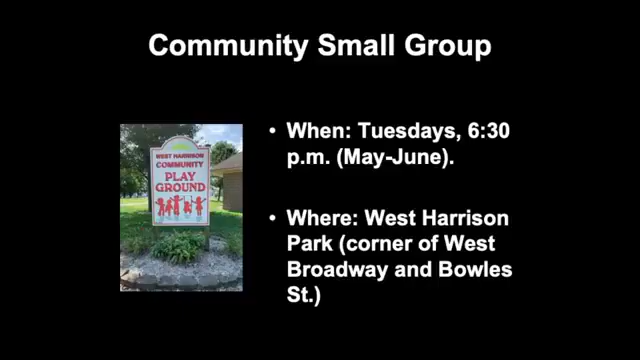 Community Small Group
• When: Tuesdays, 6:30
p.m. (May-June).
• Where: West Harrison
Park (corner of West
Broadway and Bowles
St.)
WEST HARRISON
COMMUNITY
PLAY
GROUND